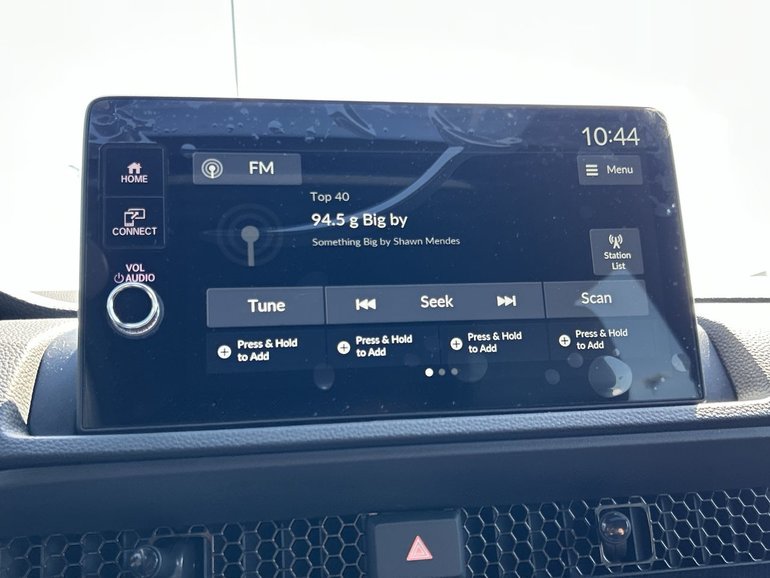 10:44
FM
Menu
HOME
CONNECT
VOL
AUDIO
Top 40
94.5 g Big by
Something Big by Shawn Mendes
Station
List
Tune
Seek
Scan
Press & Hold
to Add
Press & Hold
to Add
Press & Hold
to Add
Press & Hold
to Add